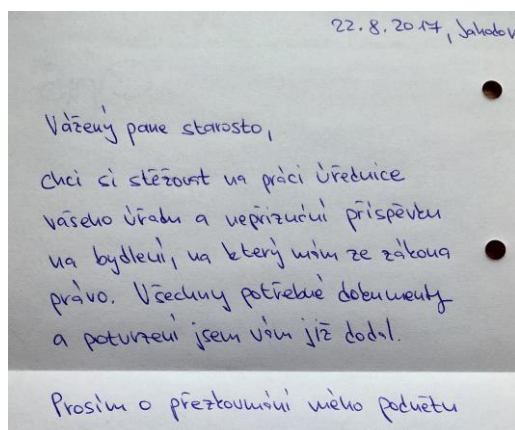 22.8.2017, Jahodov
Vážený pane starosto,
chci si stěžovat na práci úřednice
vašeho úřadu a nepřiznání příspěvku
na bydlení, na který mám ze zákona
právo. Všechny potřebné dokumenty
a potvrzení jsem vám již dodal.
Prosím o přezkoumání mého podnětu